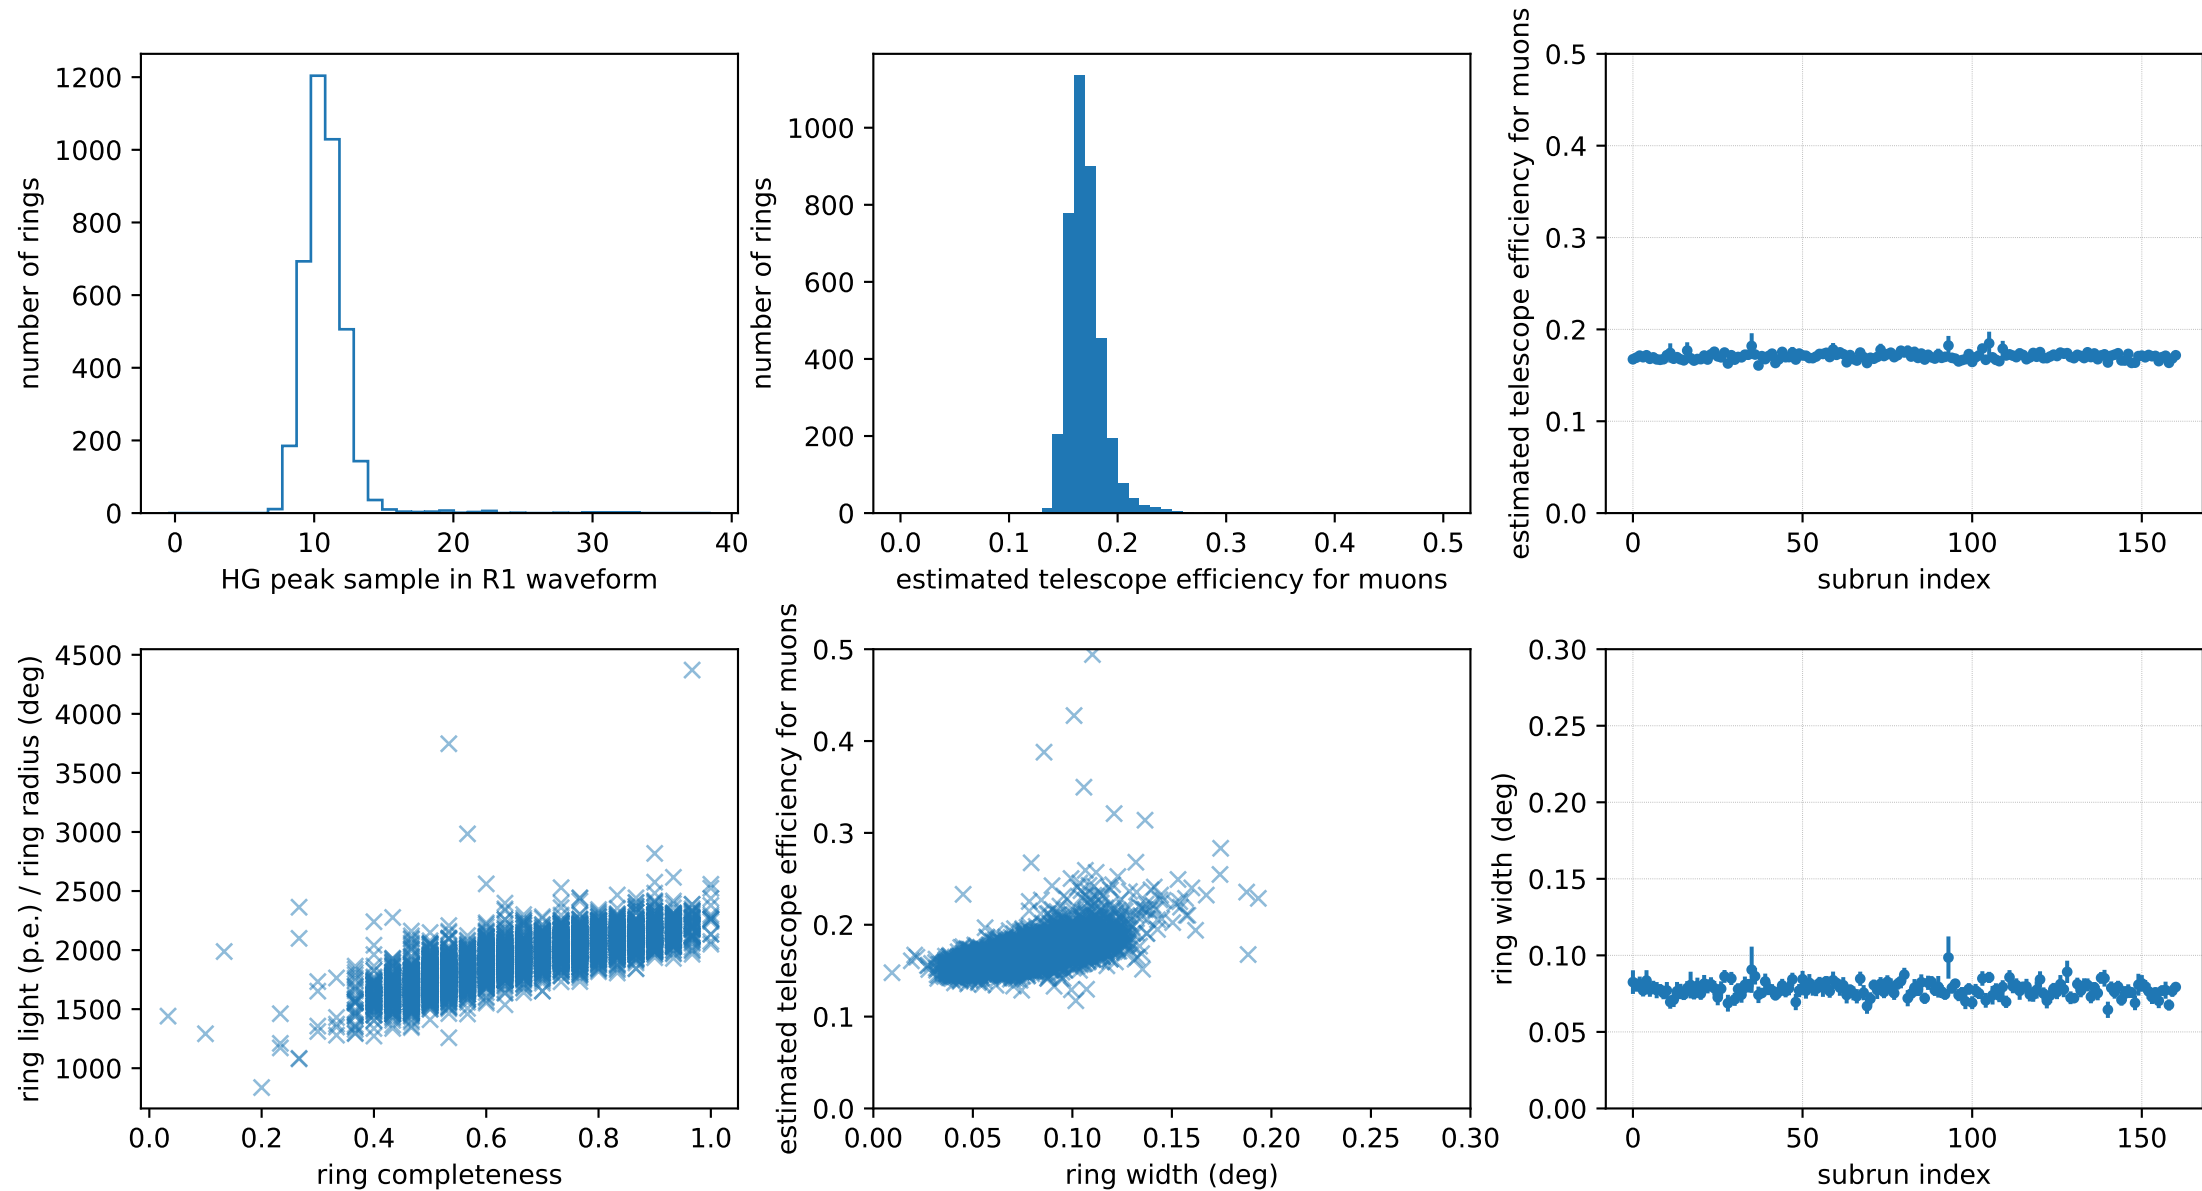 number of rings
1200
1000
800
600
400
200
0
0 10 20 30 40
HG peak sample in R1 waveform
number of rings
1000
800
600
400
200
0
0.0 0.1 0.2 0.3 0.4 0.5
estimated telescope efficiency for muons
estimated telescope efficiency for muons
0.5
0.4
0.3
0.2
0.1
0.0
0 50 100 150
subrun index
ring light (p.e.) / ring radius (deg)
4500
4000
3500
3000
2500
2000
1500
1000
0.0 0.2 0.4 0.6 0.8 1.0
ring completeness
estimated telescope efficiency for muons
0.5
0.4
0.3
0.2
0.1
0.0
0.00 0.05 0.10 0.15 0.20 0.25 0.30
ring width (deg)
ring width (deg)
0.30
0.25
0.20
0.15
0.10
0.05
0.00
0 50 100 150
subrun index